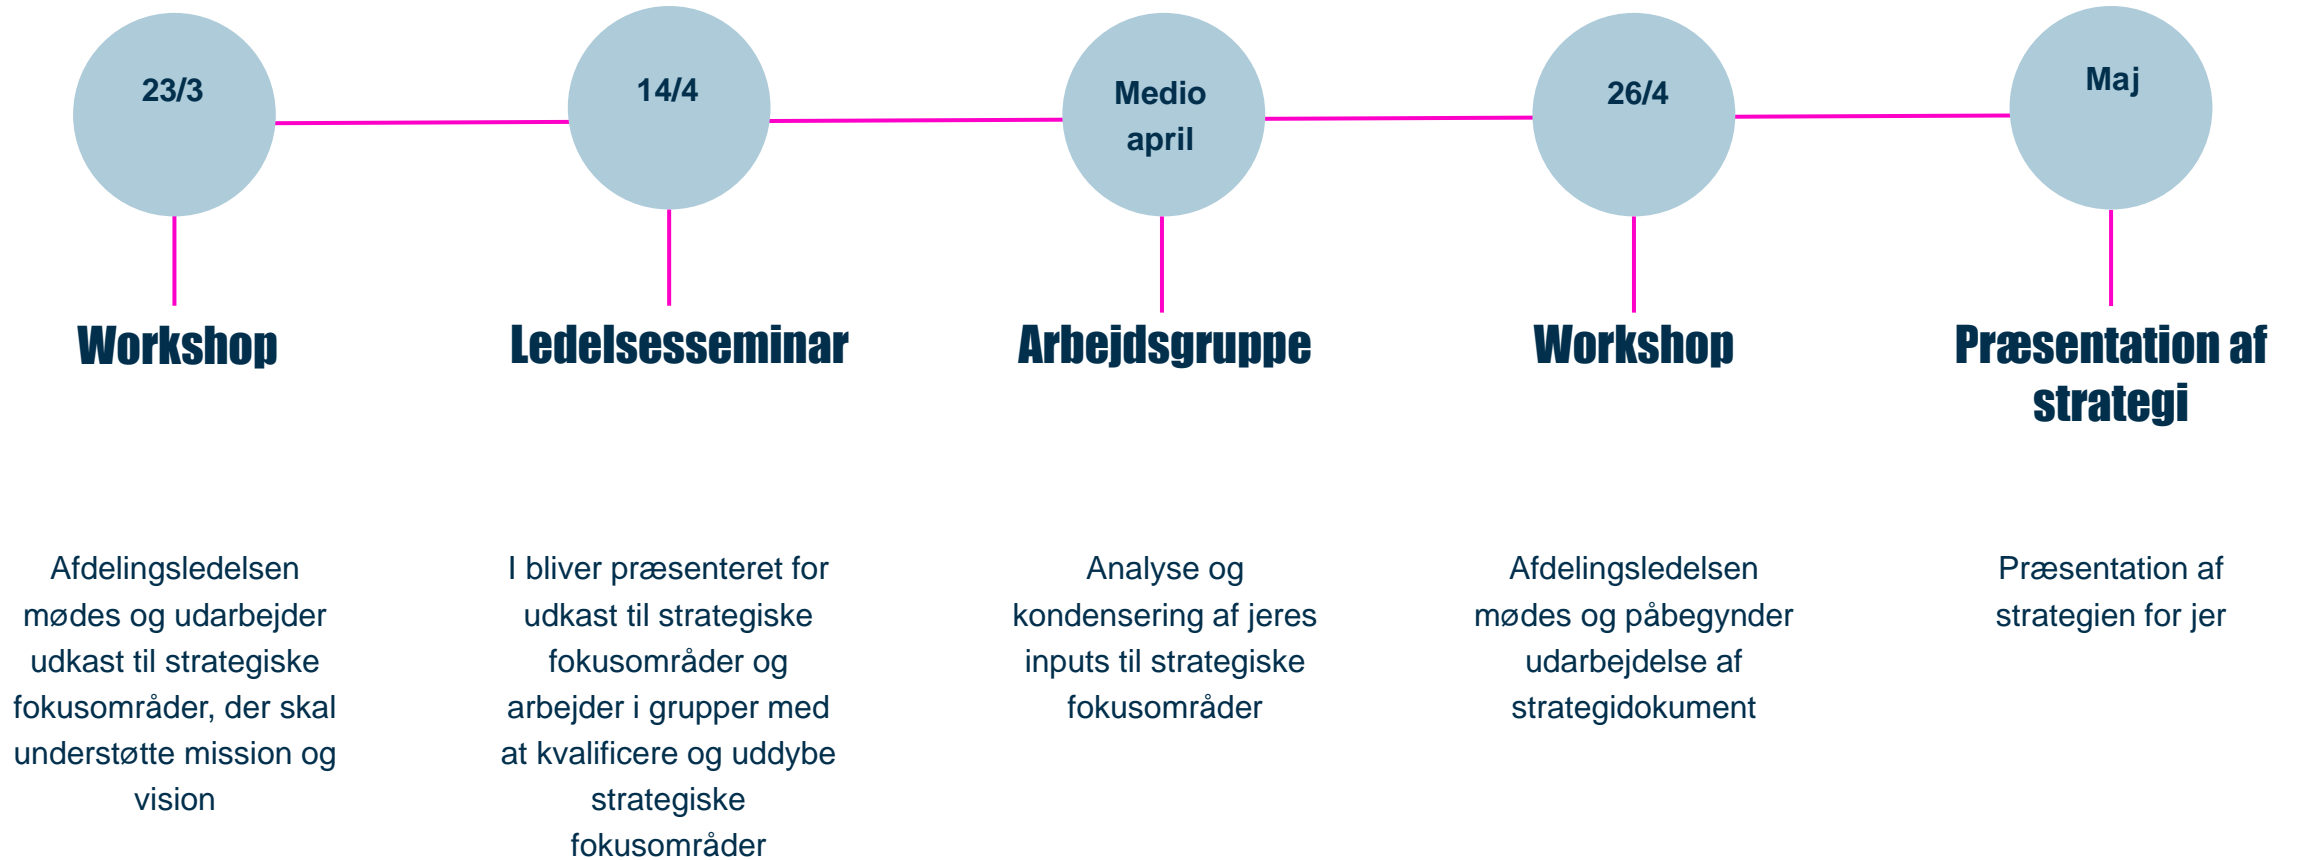 23/3
14/4
Medio
april
26/4
Maj
Workshop
Ledelsesseminar
Arbejdsgruppe
Workshop
Præsentation af
strategi
Afdelingsledelsen
mødes og udarbejder
udkast til strategiske
fokusområder, der skal
understøtte mission og
vision
I bliver præsenteret for
udkast til strategiske
fokusområder og
arbejder i grupper med
at kvalificere og uddybe
strategiske
fokusområder
Analyse og
kondensering af jeres
inputs til strategiske
fokusområder
Afdelingsledelsen
mødes og påbegynder
udarbejdelse af
strategidokument
Præsentation af
strategien for jer